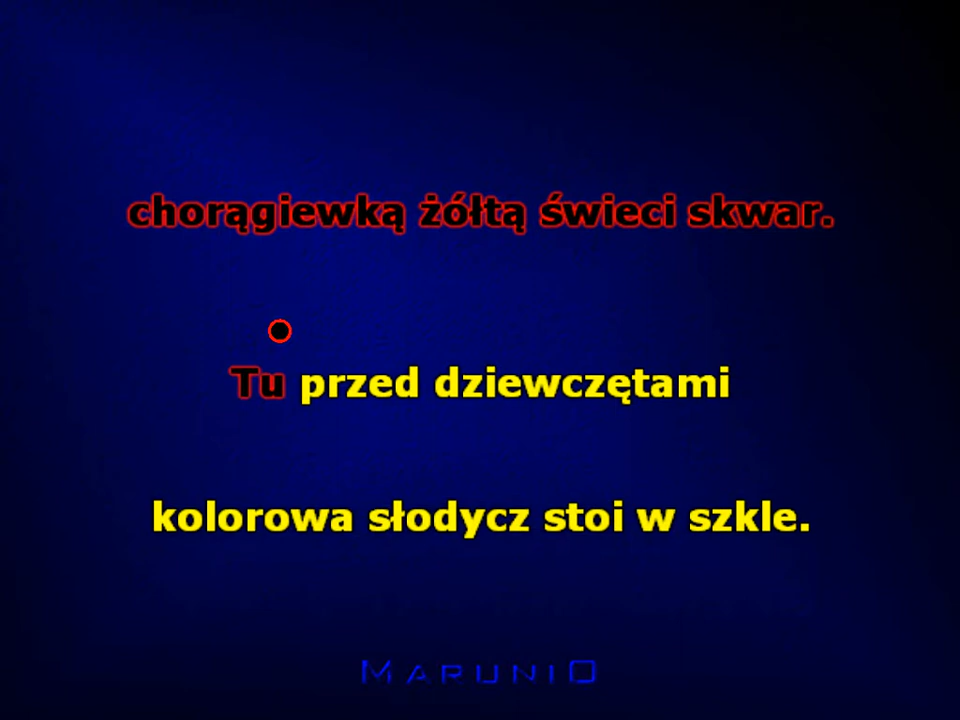 chorągiewką żółtą świeci skwar.
Tu przed dziewczętami
kolorowa słodycz stoi w szkle.
MARUNIO